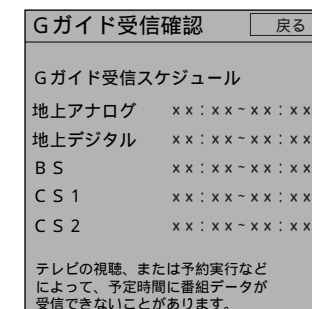 Gガイド受信確認 戻る
Gガイド受信スケジュール
地上アナログ xx:xx~xx:xx
地上デジタル xx:xx~xx:xx
BS xx:xx~xx:xx
CS1 xx:xx~xx:xx
CS2 xx:xx~xx:xx
テレビの視聴、または予約実行など
によって、予定時間に番組データが
受信できないことがあります。